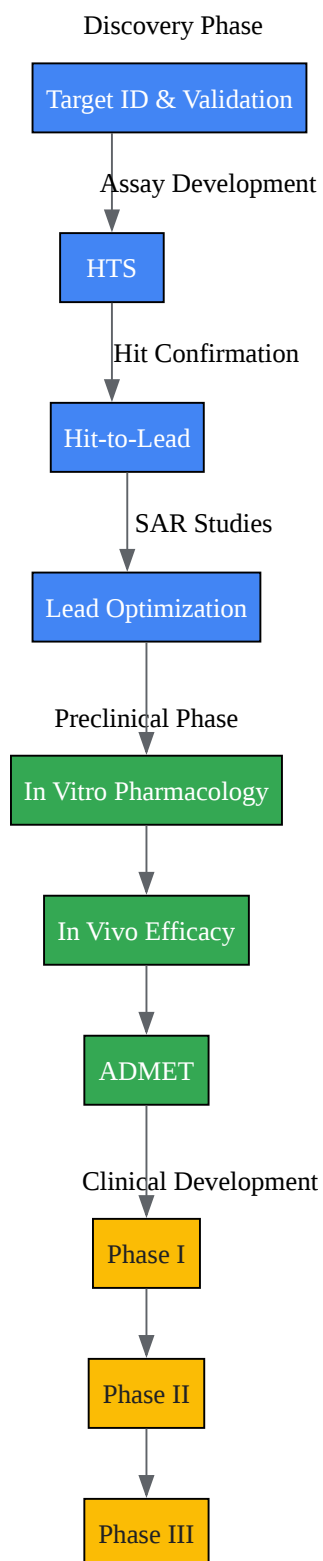 Discovery Phase
Target ID & Validation
Assay Development
HTS
Hit Confirmation
Hit-to-Lead
SAR Studies
Lead Optimization
Preclinical Phase
In Vitro Pharmacology
In Vivo Efficacy
ADMET
Clinical Development
Phase I
Phase II
Phase III